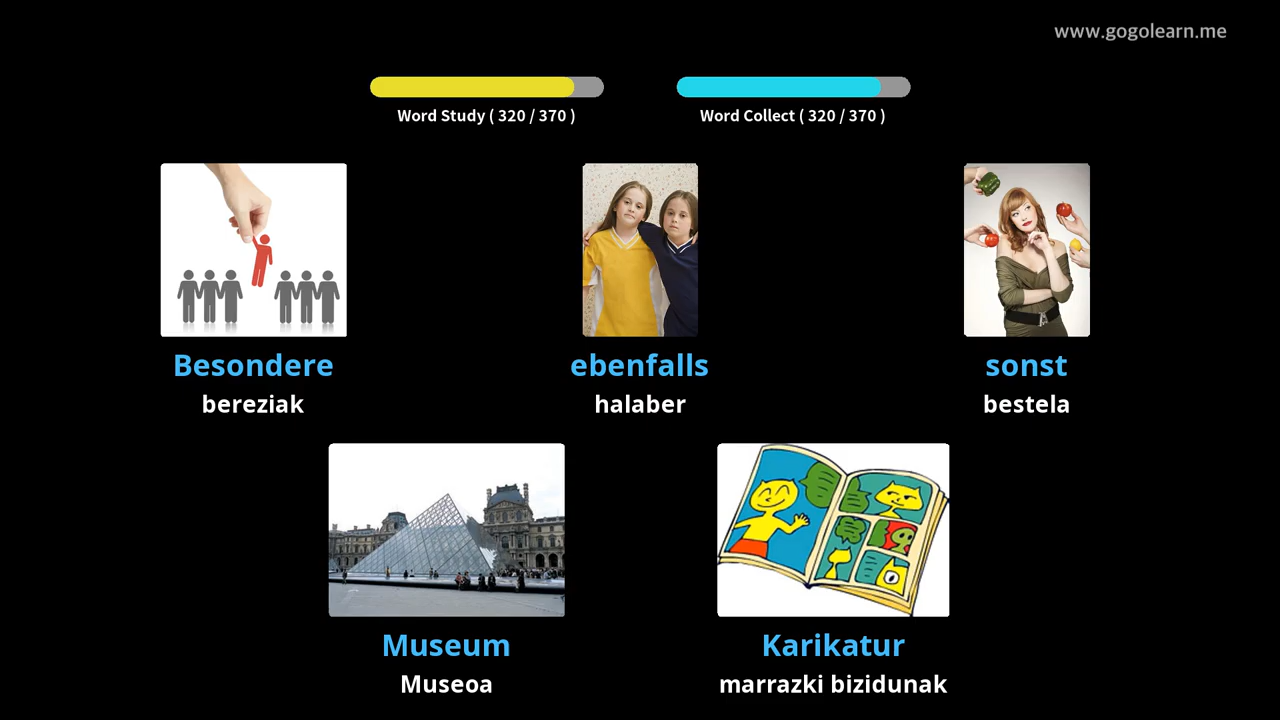 www.gogolearn.me
Word Study ( 320 / 370 )
Word Collect ( 320 / 370 )
Besondere
bereziak
ebenfalls
halaber
sonst
bestela
Museum
Museoa
Karikatur
marrazki bizidunak